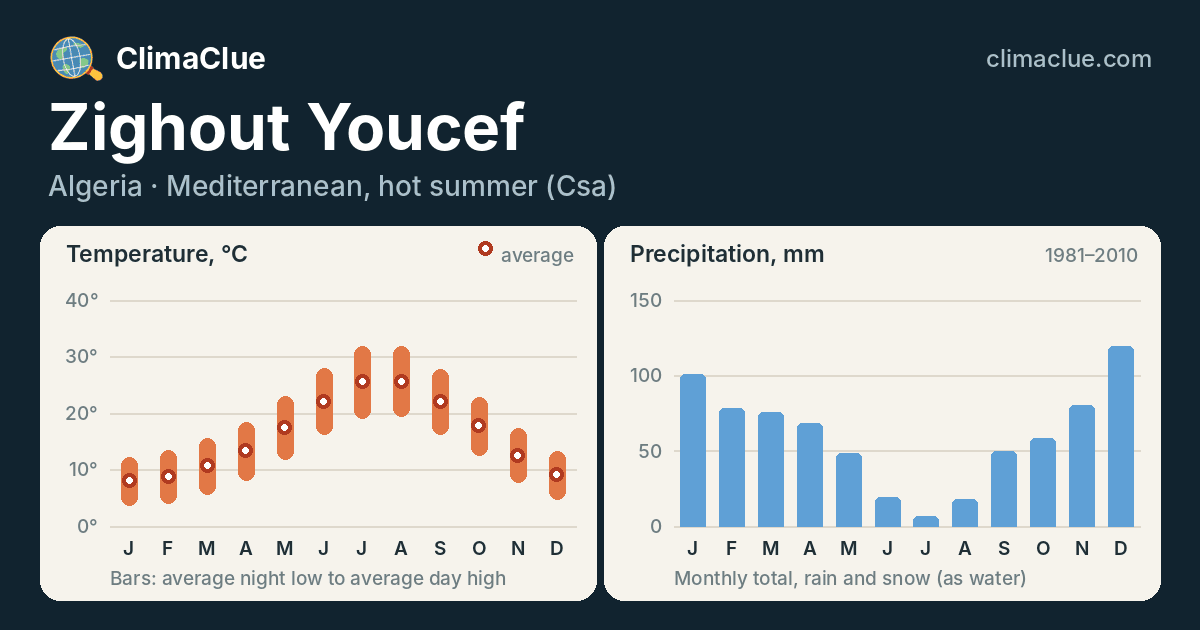 ClimaClue
climaclue.com
Zighout Youcef
Algeria · Mediterranean, hot summer (Csa)
Temperature, °C
average
40°
30°
20°
10°
0°
J F M A M J J A S O N D
Bars: average night low to average day high
Precipitation, mm
1981–2010
150
100
50
0
J F M A M J J A S O N D
Monthly total, rain and snow (as water)